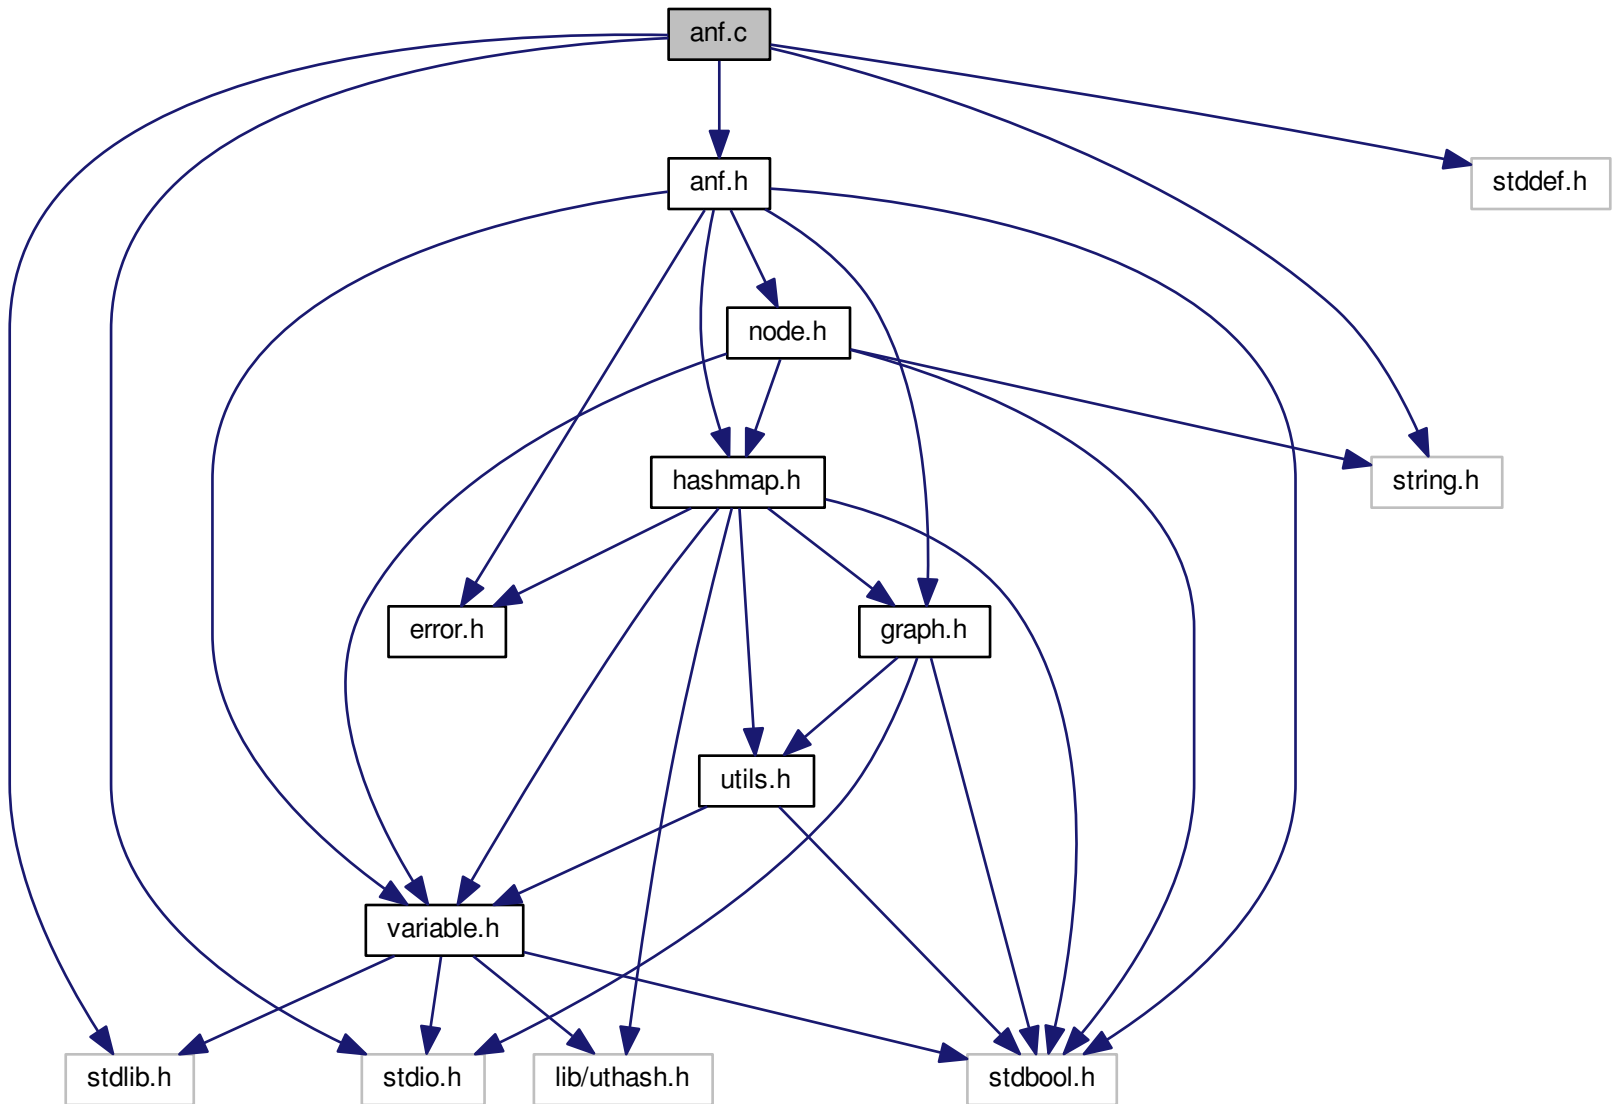 anf.c
anf.h
stddef.h
node.h
hashmap.h
string.h
error.h
graph.h
utils.h
variable.h
stdlib.h
stdio.h
lib/uthash.h
stdbool.h